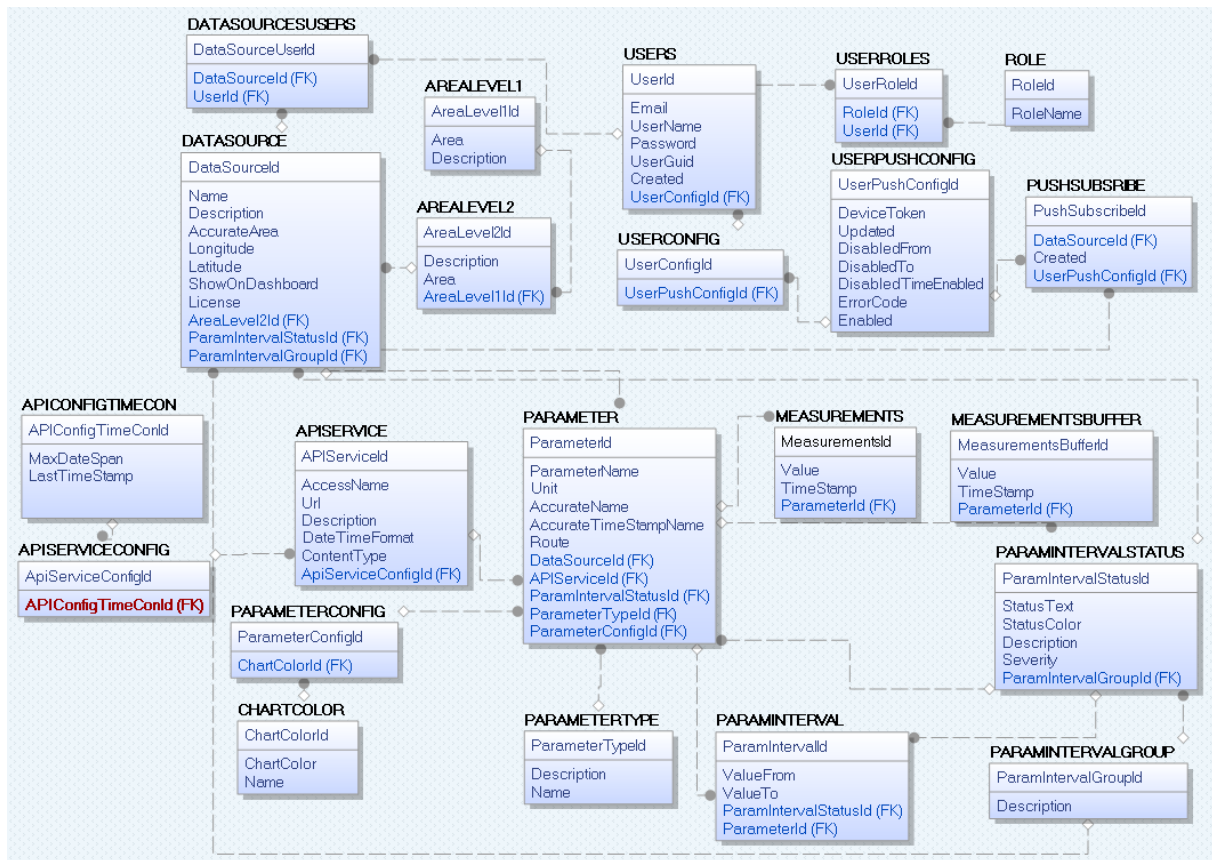 DATASOURCESUSERS
DataSourceUserId
DataSourceId (FK)
UserId (FK)
AREALEVEL1
AreaLevel1Id
Area
Description
USERS
UserId
Email
UserName
Password
UserGuid
Created
UserConfigId (FK)
USERROLES
UserRoleId
RoleId (FK)
UserId (FK)
ROLE
RoleId
RoleName
DATASOURCE
DataSourceId
Name
Description
AccurateArea
Longitude
Latitude
ShowOnDashboard
License
AreaLevel2Id (FK)
ParamIntervalStatusId (FK)
ParamIntervalGroupId (FK)
AREALEVEL2
AreaLevel2Id
Description
Area
AreaLevel1Id (FK)
USERCONFIG
UserConfigId
UserPushConfigId (FK)
USERPUSHCONFIG
UserPushConfigId
DeviceToken
Updated
DisabledFrom
DisabledTo
DisabledTimeEnabled
ErrorCode
Enabled
PUSHSUBSRIBE
PushSubscribeId
DataSourceId (FK)
Created
UserPushConfigId (FK)
APICONFIGTIMECON
APIConfigTimeConId
MaxDateSpan
LastTimeStamp
APISERVICE
APIServiceId
AccessName
Url
Description
DateTimeFormat
ContentType
ApiServiceConfigId (FK)
PARAMETER
ParameterId
ParameterName
Unit
AccurateName
AccurateTimeStampName
Route
DataSourceId (FK)
APIServiceId (FK)
ParamIntervalStatusId (FK)
ParameterTypeId (FK)
ParameterConfigId (FK)
MEASUREMENTS
MeasurementsId
Value
TimeStamp
ParameterId (FK)
MEASUREMENTSBUFFER
MeasurementsBufferId
Value
TimeStamp
ParameterId (FK)
APISERVICECONFIG
ApiServiceConfigId
APIConfigTimeConId (FK)
PARAMETERCONFIG
ParameterConfigId
ChartColorId (FK)
PARAMINTERVALSTATUS
ParamIntervalStatusId
StatusText
StatusColor
Description
Severity
ParamIntervalGroupId (FK)
CHARTCOLOR
ChartColorId
ChartColor
Name
PARAMETERTYPE
ParameterTypeId
Description
Name
PARAMINTERVAL
ParamIntervalId
ValueFrom
ValueTo
ParamIntervalStatusId (FK)
ParameterId (FK)
PARAMINTERVALGROUP
ParamIntervalGroupId
Description